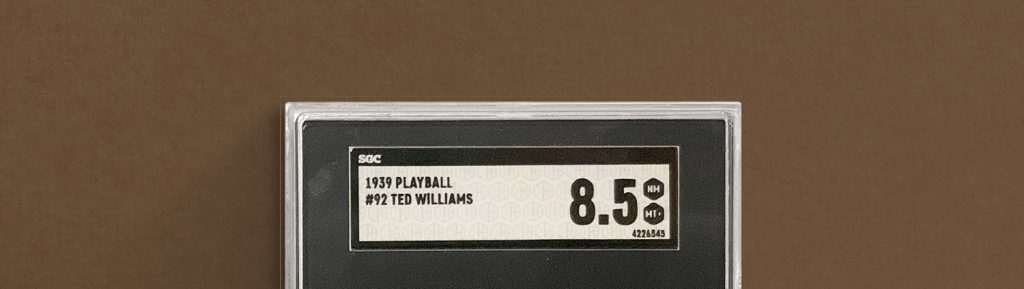 SGC
1939 PLAYBALL
#92 TED WILLIAMS
8.5
NM
MT+
4226545